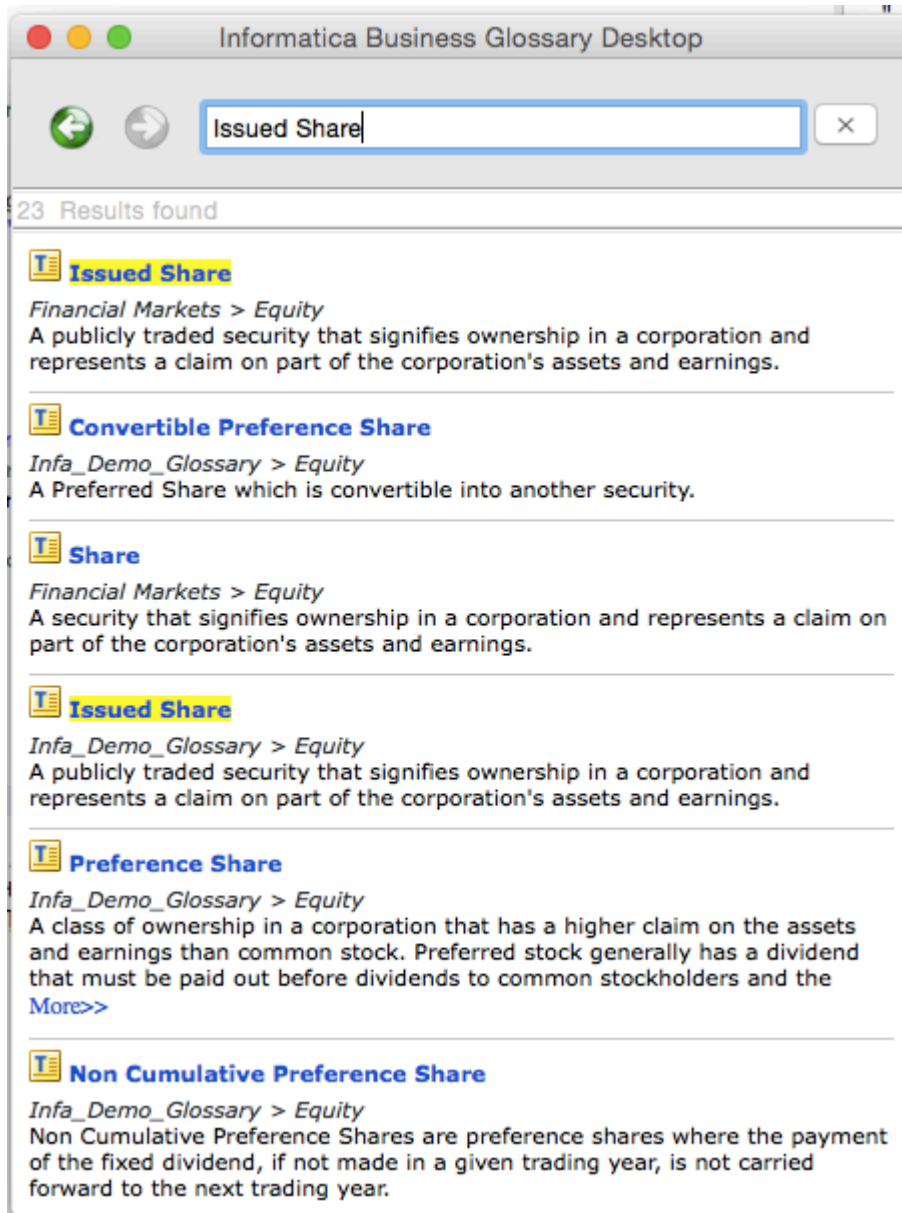 Informatica Business Glossary Desktop
Issued Share
23 Results found
Issued Share
Financial Markets > Equity
A publicly traded security that signifies ownership in a corporation and
represents a claim on part of the corporation's assets and earnings.
Convertible Preference Share
Infa_Demo_Glossary > Equity
A Preferred Share which is convertible into another security.
Share
Financial Markets > Equity
A security that signifies ownership in a corporation and represents a claim on
part of the corporation's assets and earnings.
Issued Share
Infa_Demo_Glossary > Equity
A publicly traded security that signifies ownership in a corporation and
represents a claim on part of the corporation's assets and earnings.
Preference Share
Infa_Demo_Glossary > Equity
A class of ownership in a corporation that has a higher claim on the assets
and earnings than common stock. Preferred stock generally has a dividend
that must be paid out before dividends to common stockholders and the
More>>
Non Cumulative Preference Share
Infa_Demo_Glossary > Equity
Non Cumulative Preference Shares are preference shares where the payment
of the fixed dividend, if not made in a given trading year, is not carried
forward to the next trading year.